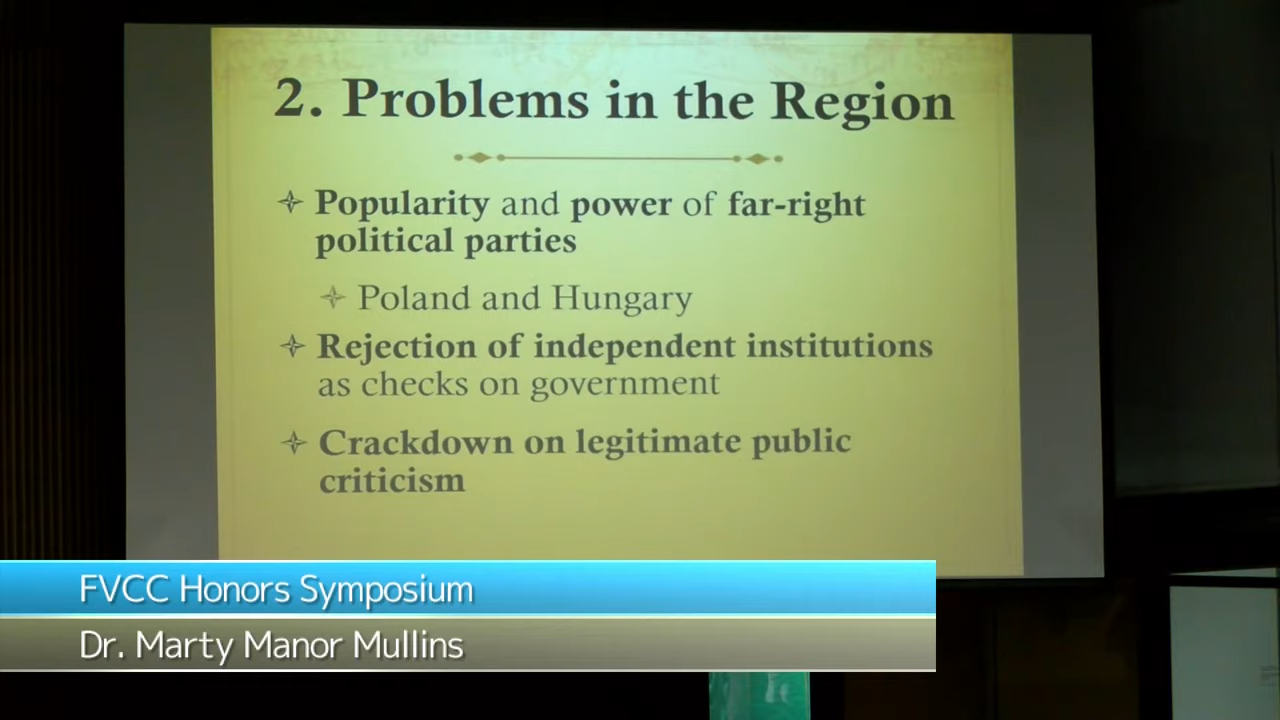 2. Problems in the Region
Popularity and power of far-right
political parties
Poland and Hungary
Rejection of independent institutions
as checks on government
Crackdown on legitimate public
criticism
FVCC Honors Symposium
Dr. Marty Manor Mullins